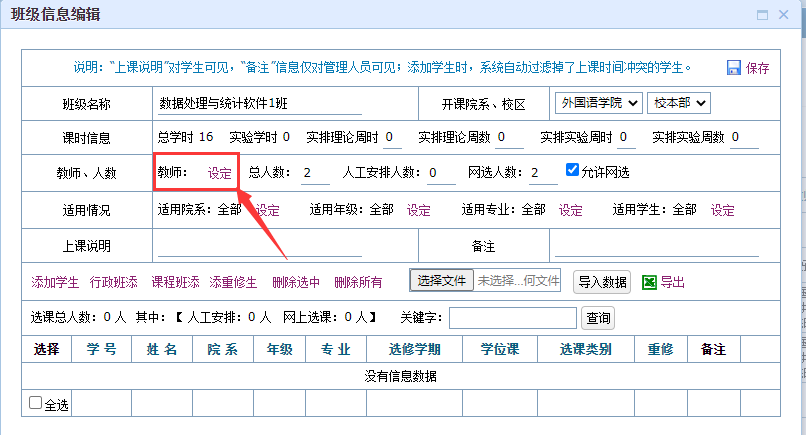 班级信息编辑
说明：“上课说明”对学生可见，“备注”信息仅对管理人员可见；添加学生时，系统自动过滤掉了上课时间冲突的学生。 保存
班级名称 数据处理与统计软件1班 开课院系、校区 外国语学院 校本部
课时信息 总学时 16 实验学时 0 实排理论周时 0 实排理论周数 0 实排实验周时 0 实排实验周数 0
教师、人数 教师： 设定 总人数： 2 人工安排人数： 0 网选人数： 2 允许网选
适用情况 适用院系：全部 设定 适用年级：全部 设定 适用专业：全部 设定 适用学生：全部 设定
上课说明 备注
添加学生 行政班添 课程班添 添重修生 删除选中 删除所有 选择文件 未选择...何文件 导入数据 导出
选课总人数：0 人 其中：【 人工安排：0 人 网上选课：0 人】 关键字： 查询
选择 学 号 姓 名 院 系 年级 专 业 选修学期 学位课 选课类别 重修 备注
没有信息数据
全选